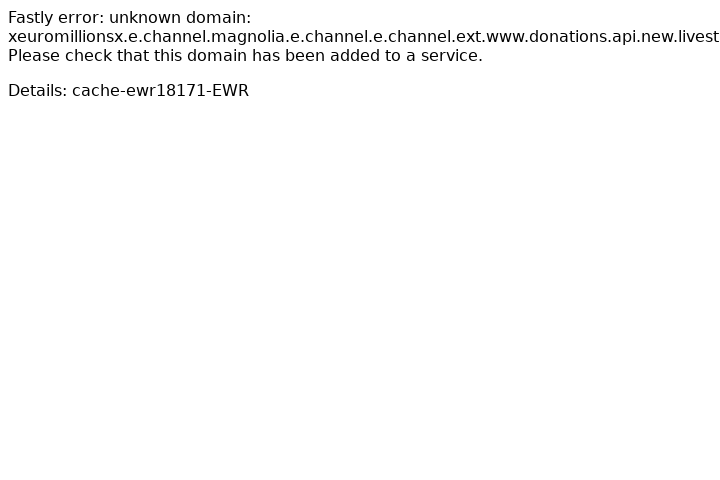 Fastly error: unknown domain:
xeuromillionsx.e.channel.magnolia.e.channel.e.channel.ext.www.donations.api.new.livest
Please check that this domain has been added to a service.
Details: cache-ewr18171-EWR